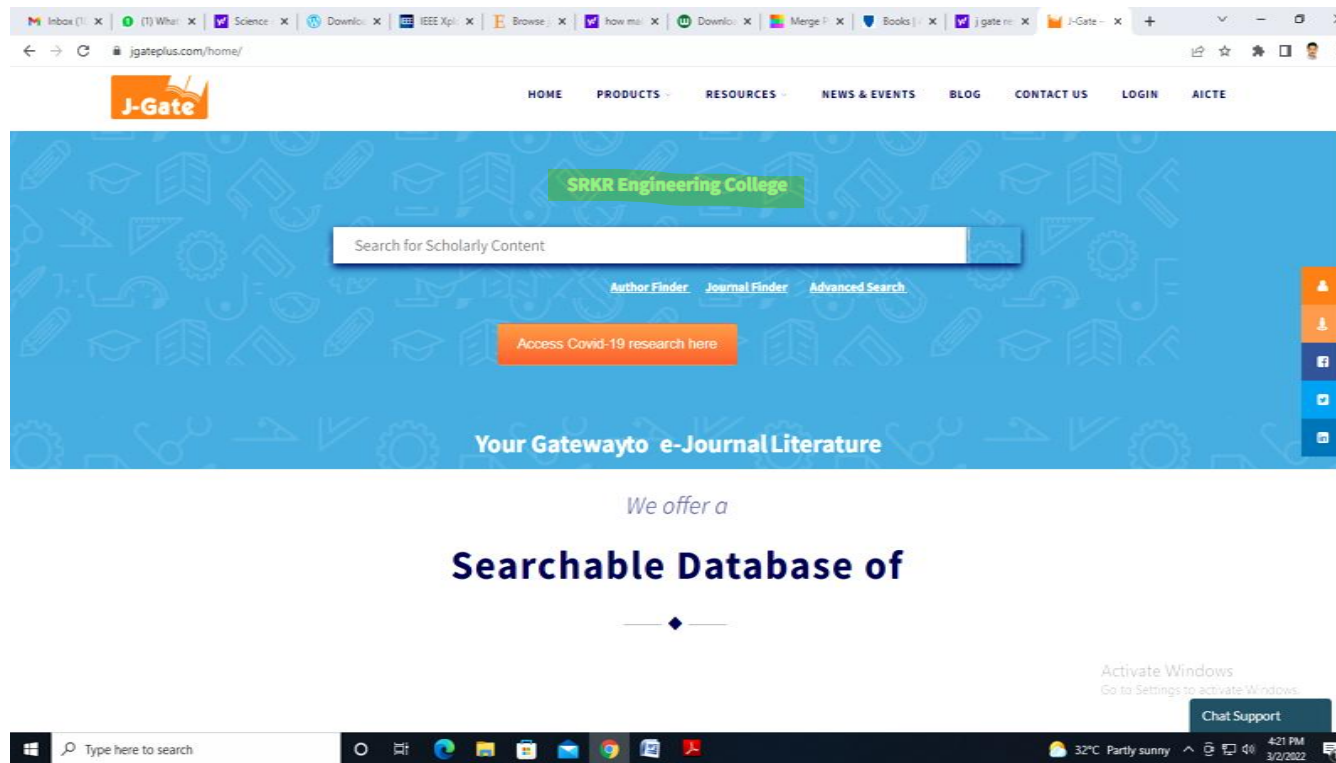 Inbox (1 (1) What Science Downloa IEEE Xpl Browse how ma Downlo Merge P Books | j gate re J-Gate -
jgateplus.com/home/
J-Gate
HOME PRODUCTS RESOURCES NEWS & EVENTS BLOG CONTACT US LOGIN AICTE
SRKR Engineering College
Search for Scholarly Content
Author Finder Journal Finder Advanced Search
Access Covid-19 research here
Your Gatewayto e-Journal Literature
We offer a
Searchable Database of
Activate Windows
Go to Settings to activate Windows.
Chat Support
Type here to search
32°C Partly sunny
4:21 PM
3/2/2022